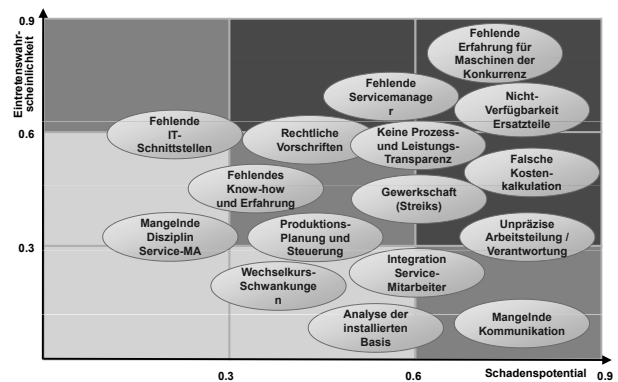 0.9
Eintretenswahr-
scheinlichkeit
0.6
0.3
Fehlende
Erfahrung für
Maschinen der
Konkurrenz
Fehlende
Servicemanage
r
Nicht-
Verfügbarkeit
Ersatzteile
Fehlende
IT-
Schnittstellen
Rechtliche
Vorschriften
Keine Prozess-
und Leistungs-
Transparenz
Falsche
Kosten-
kalkulation
Fehlendes
Know-how
und Erfahrung
Gewerkschaft
(Streiks)
Mangelnde
Disziplin
Service-MA
Produktions-
Planung und
Steuerung
Unpräzise
Arbeitsteilung /
Verantwortung
Integration
Service-
Mitarbeiter
Wechselkurs-
Schwankunge
n
Analyse der
installierten
Basis
Mangelnde
Kommunikation
0.3
0.6
Schadenspotential
0.9